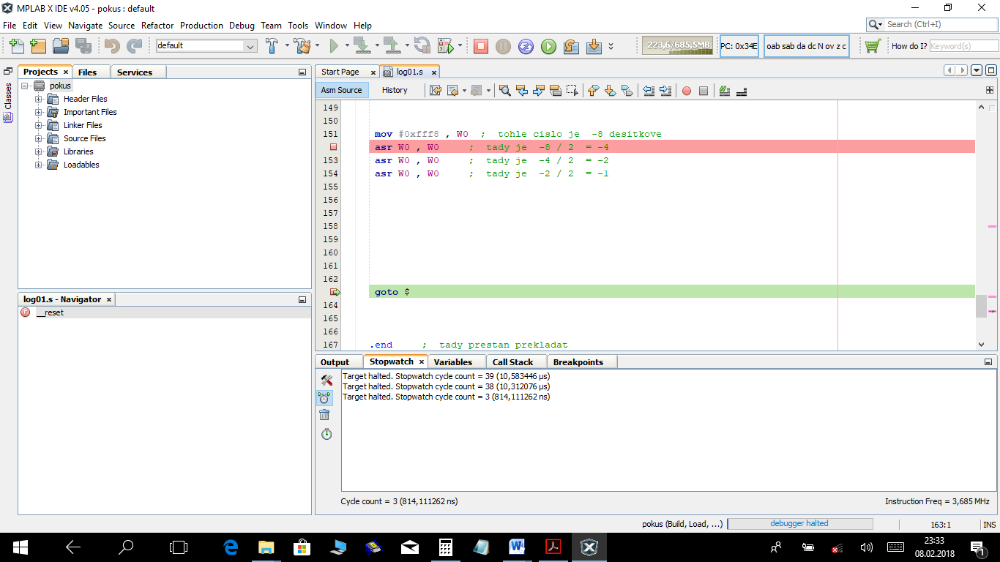 MPLAB X IDE v4.05 - pokus : default
File Edit View Navigate Source Refactor Production Debug Team Tools Window Help
Search (Ctrl+I)
default
223,6/685,5MB
PC: 0x34E
oab sab da dc N ov z c
How do I? Keyword(s)
Projects Files Services
Classes
pokus
Header Files
Important Files
Linker Files
Source Files
Libraries
Loadables
log01.s - Navigator
__reset
Start Page log01.s
Asm Source History
149
150
151 mov #0xfff8 , W0 ; tohle cislo je -8 desitkove
asr W0 , W0 ; tady je -8 / 2 = -4
153 asr W0 , W0 ; tady je -4 / 2 = -2
154 asr W0 , W0 ; tady je -2 / 2 = -1
155
156
157
158
159
160
161
162
goto $
164
165
166
167 .end ; tady prestan prekladat
Output Stopwatch Variables Call Stack Breakpoints
Target halted. Stopwatch cycle count = 39 (10,583446 µs)
Target halted. Stopwatch cycle count = 38 (10,312076 µs)
Target halted. Stopwatch cycle count = 3 (814,111262 ns)
Cycle count = 3 (814,111262 ns)
Instruction Freq = 3,685 MHz
pokus (Build, Load, ...) debugger halted 163:1 INS
23:33
08.02.2018
1